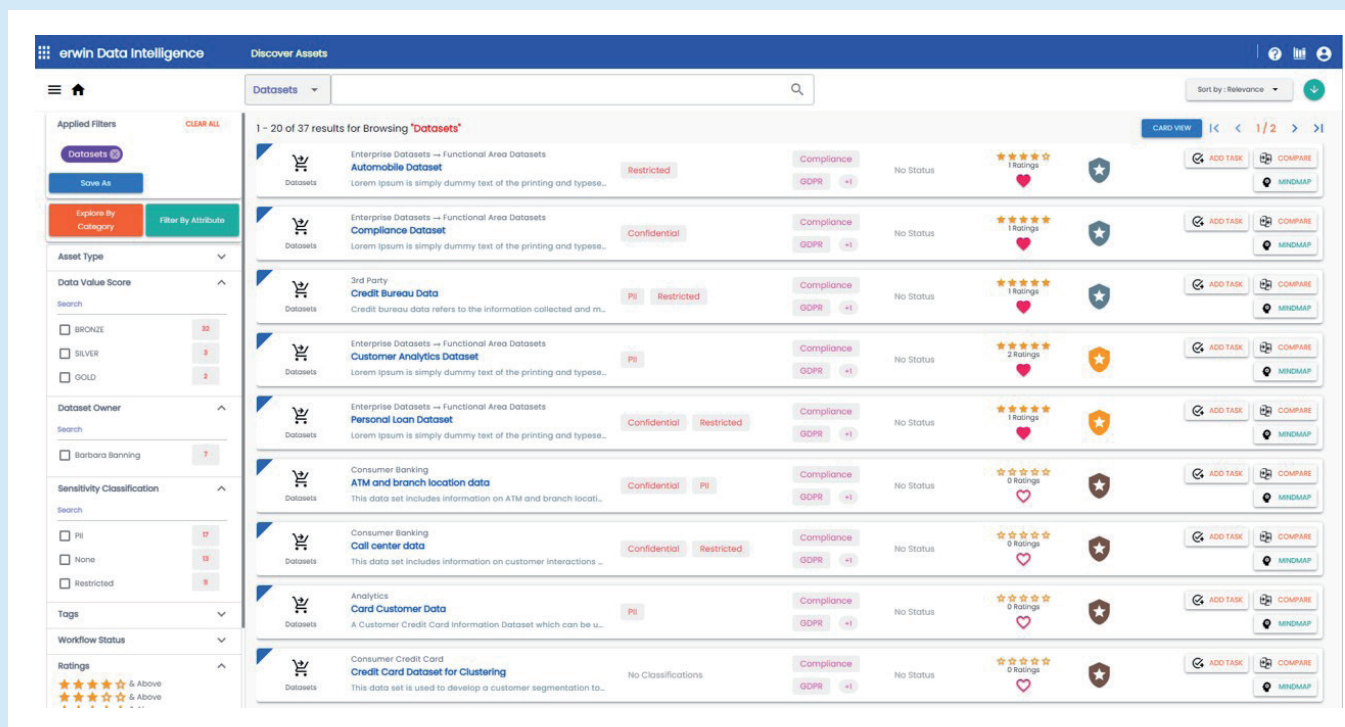 erwin Data Intelligence
Discover Assets
Datasets
Sort by : Relevance
Applied Filters
CLEAR ALL
Datasets
Save As
Explore By
Category
Filter By Attribute
Asset Type
Data Value Score
Search
BRONZE 32
SILVER 3
GOLD 2
Dataset Owner
Search
Barbara Banning 7
Sensitivity Classification
Search
PII 17
None 13
Restricted
Tags
Workflow Status
Ratings
& Above
& Above
1 - 20 of 37 results for Browsing "Datasets"
CARD VIEW
1 / 2
Datasets
Enterprise Datasets → Functional Area Datasets
Automobile Dataset
Lorem Ipsum is simply dummy text of the printing and typese...
Restricted
Compliance
GDPR +1
No Status
1 Ratings
ADD TASK
COMPARE
MINDMAP
Datasets
Enterprise Datasets → Functional Area Datasets
Compliance Dataset
Lorem Ipsum is simply dummy text of the printing and typese...
Confidential
Compliance
GDPR +1
No Status
1 Ratings
ADD TASK
COMPARE
MINDMAP
Datasets
3rd Party
Credit Bureau Data
Credit bureau data refers to the information collected and m...
PII Restricted
Compliance
GDPR +1
No Status
1 Ratings
ADD TASK
COMPARE
MINDMAP
Datasets
Enterprise Datasets → Functional Area Datasets
Customer Analytics Dataset
Lorem Ipsum is simply dummy text of the printing and typese...
PII
Compliance
GDPR +1
No Status
2 Ratings
ADD TASK
COMPARE
MINDMAP
Datasets
Enterprise Datasets → Functional Area Datasets
Personal Loan Dataset
Lorem Ipsum is simply dummy text of the printing and typese...
Confidential Restricted
Compliance
GDPR +1
No Status
1 Ratings
ADD TASK
COMPARE
MINDMAP
Datasets
Consumer Banking
ATM and branch location data
This data set includes information on ATM and branch locati...
Confidential PII
Compliance
GDPR +1
No Status
0 Ratings
ADD TASK
COMPARE
MINDMAP
Datasets
Consumer Banking
Call center data
This data set includes information on customer interactions ...
Confidential Restricted
Compliance
GDPR +1
No Status
0 Ratings
ADD TASK
COMPARE
MINDMAP
Datasets
Analytics
Card Customer Data
A Customer Credit Card Information Dataset which can be u...
PII
Compliance
GDPR +1
No Status
0 Ratings
ADD TASK
COMPARE
MINDMAP
Datasets
Consumer Credit Card
Credit Card Dataset for Clustering
This data set is used to develop a customer segmentation to...
No Classifications
Compliance
GDPR +1
No Status
0 Ratings
ADD TASK
COMPARE
MINDMAP